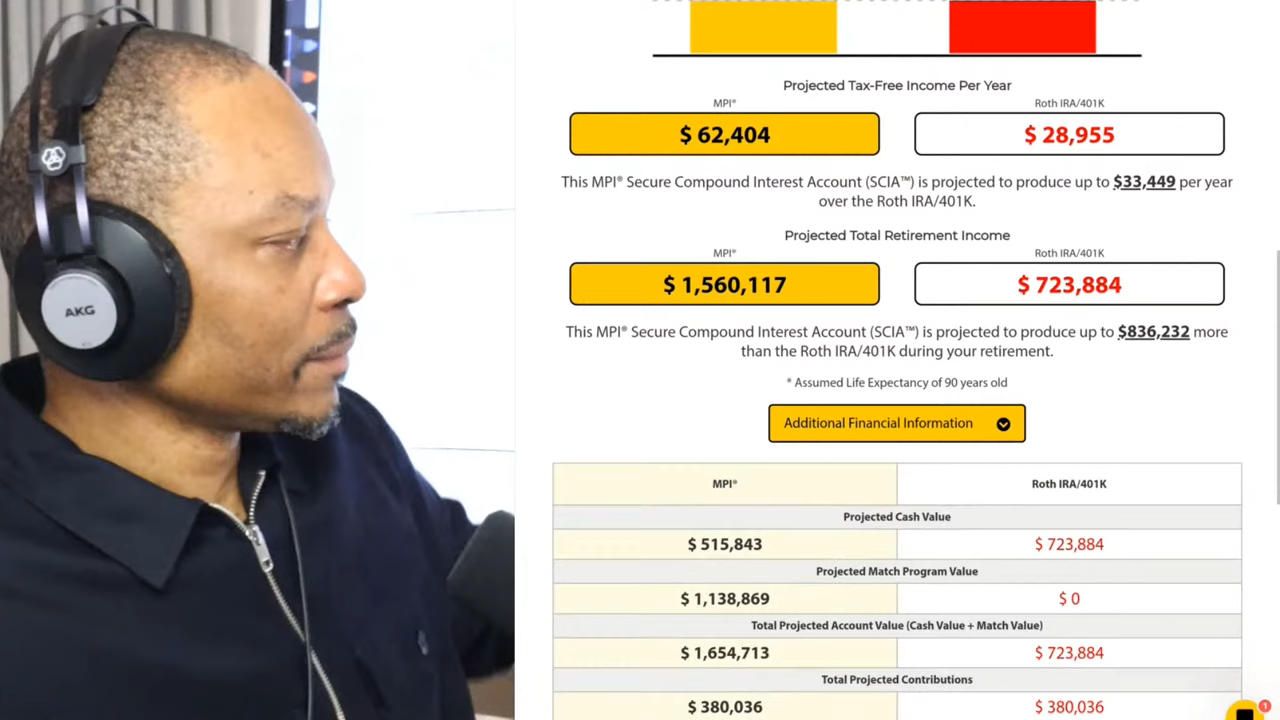 Projected Tax-Free Income Per Year
MPI® Roth IRA/401K
$ 62,404 $ 28,955
This MPI® Secure Compound Interest Account (SCIA™) is projected to produce up to $33,449 per year
over the Roth IRA/401K.
Projected Total Retirement Income
MPI® Roth IRA/401K
$ 1,560,117 $ 723,884
This MPI® Secure Compound Interest Account (SCIA™) is projected to produce up to $836,232 more
than the Roth IRA/401K during your retirement.
* Assumed Life Expectancy of 90 years old
Additional Financial Information
MPI® Roth IRA/401K
Projected Cash Value
$ 515,843 $ 723,884
Projected Match Program Value
$ 1,138,869 $ 0
Total Projected Account Value (Cash Value + Match Value)
$ 1,654,713 $ 723,884
Total Projected Contributions
$ 380,036 $ 380,036
1
AKG